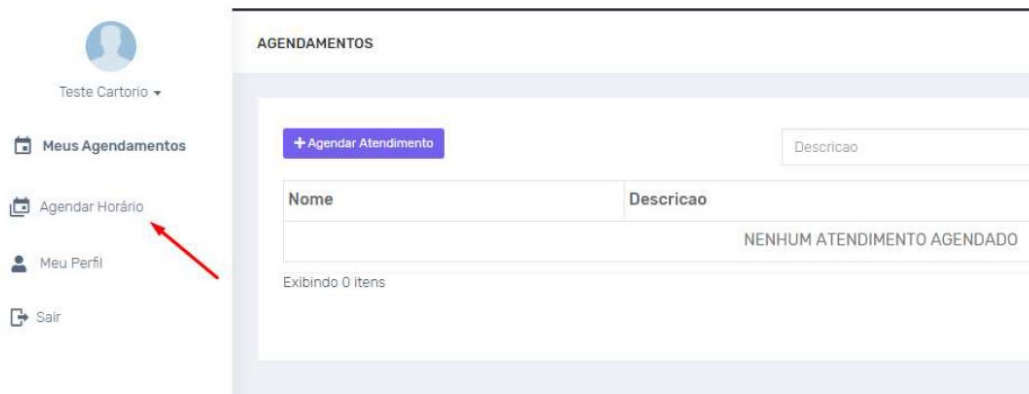 Teste Cartorio
Meus Agendamentos
Agendar Horário
Meu Perfil
Sair
AGENDAMENTOS
+Agendar Atendimento
Descricao
Nome Descricao
NENHUM ATENDIMENTO AGENDADO
Exibindo 0 itens